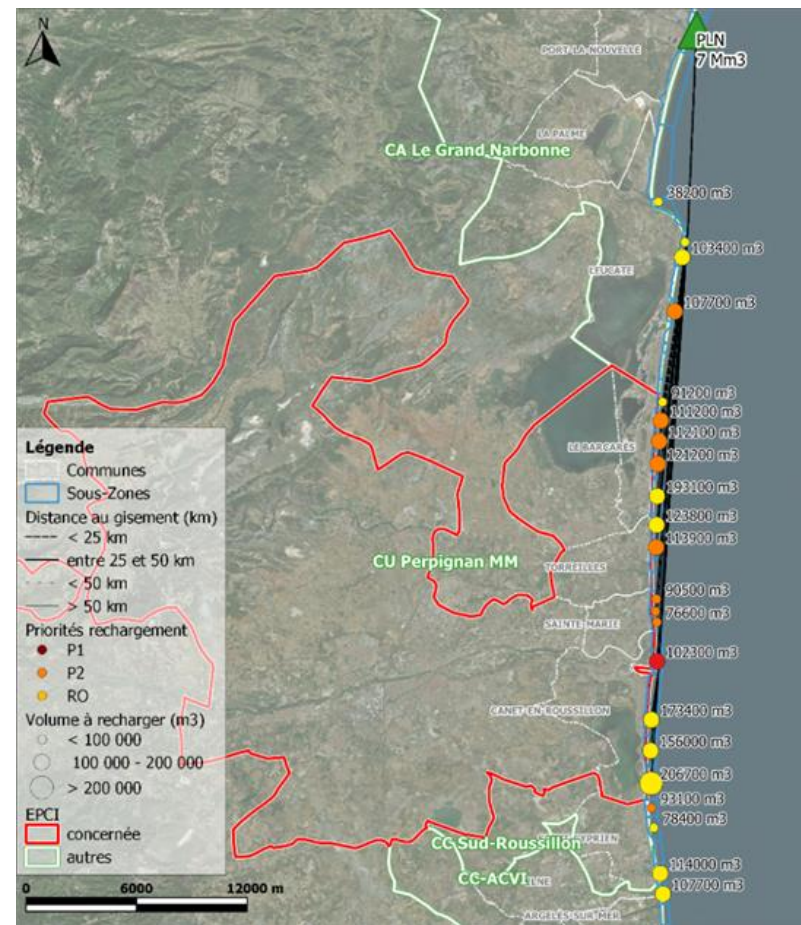 N
PLN
7 Mm3
PORT-LA-NOUVELLE
LA PALME
CA Le Grand Narbonne
38200 m3
103400 m3
LEUCATE
107700 m3
91200 m3
111200 m3
112100 m3
LE BARCARÈS
121200 m3
193100 m3
123800 m3
113900 m3
CU Perpignan MM
TORREILLES
90500 m3
76600 m3
SAINTE-MARIE
102300 m3
CANET-EN-ROUSSILLON
173400 m3
156000 m3
206700 m3
93100 m3
78400 m3
CC Sud-Roussillon
CC-ACVI
114000 m3
107700 m3
ARGELÈS-SUR-MER
Légende
Communes
Sous-Zones
Distance au gisement (km)
< 25 km
entre 25 et 50 km
< 50 km
> 50 km
Priorités rechargement
P1
P2
RO
Volume à recharger (m3)
< 100 000
100 000 - 200 000
> 200 000
EPCI
concernée
autres
0 6000 12000 m